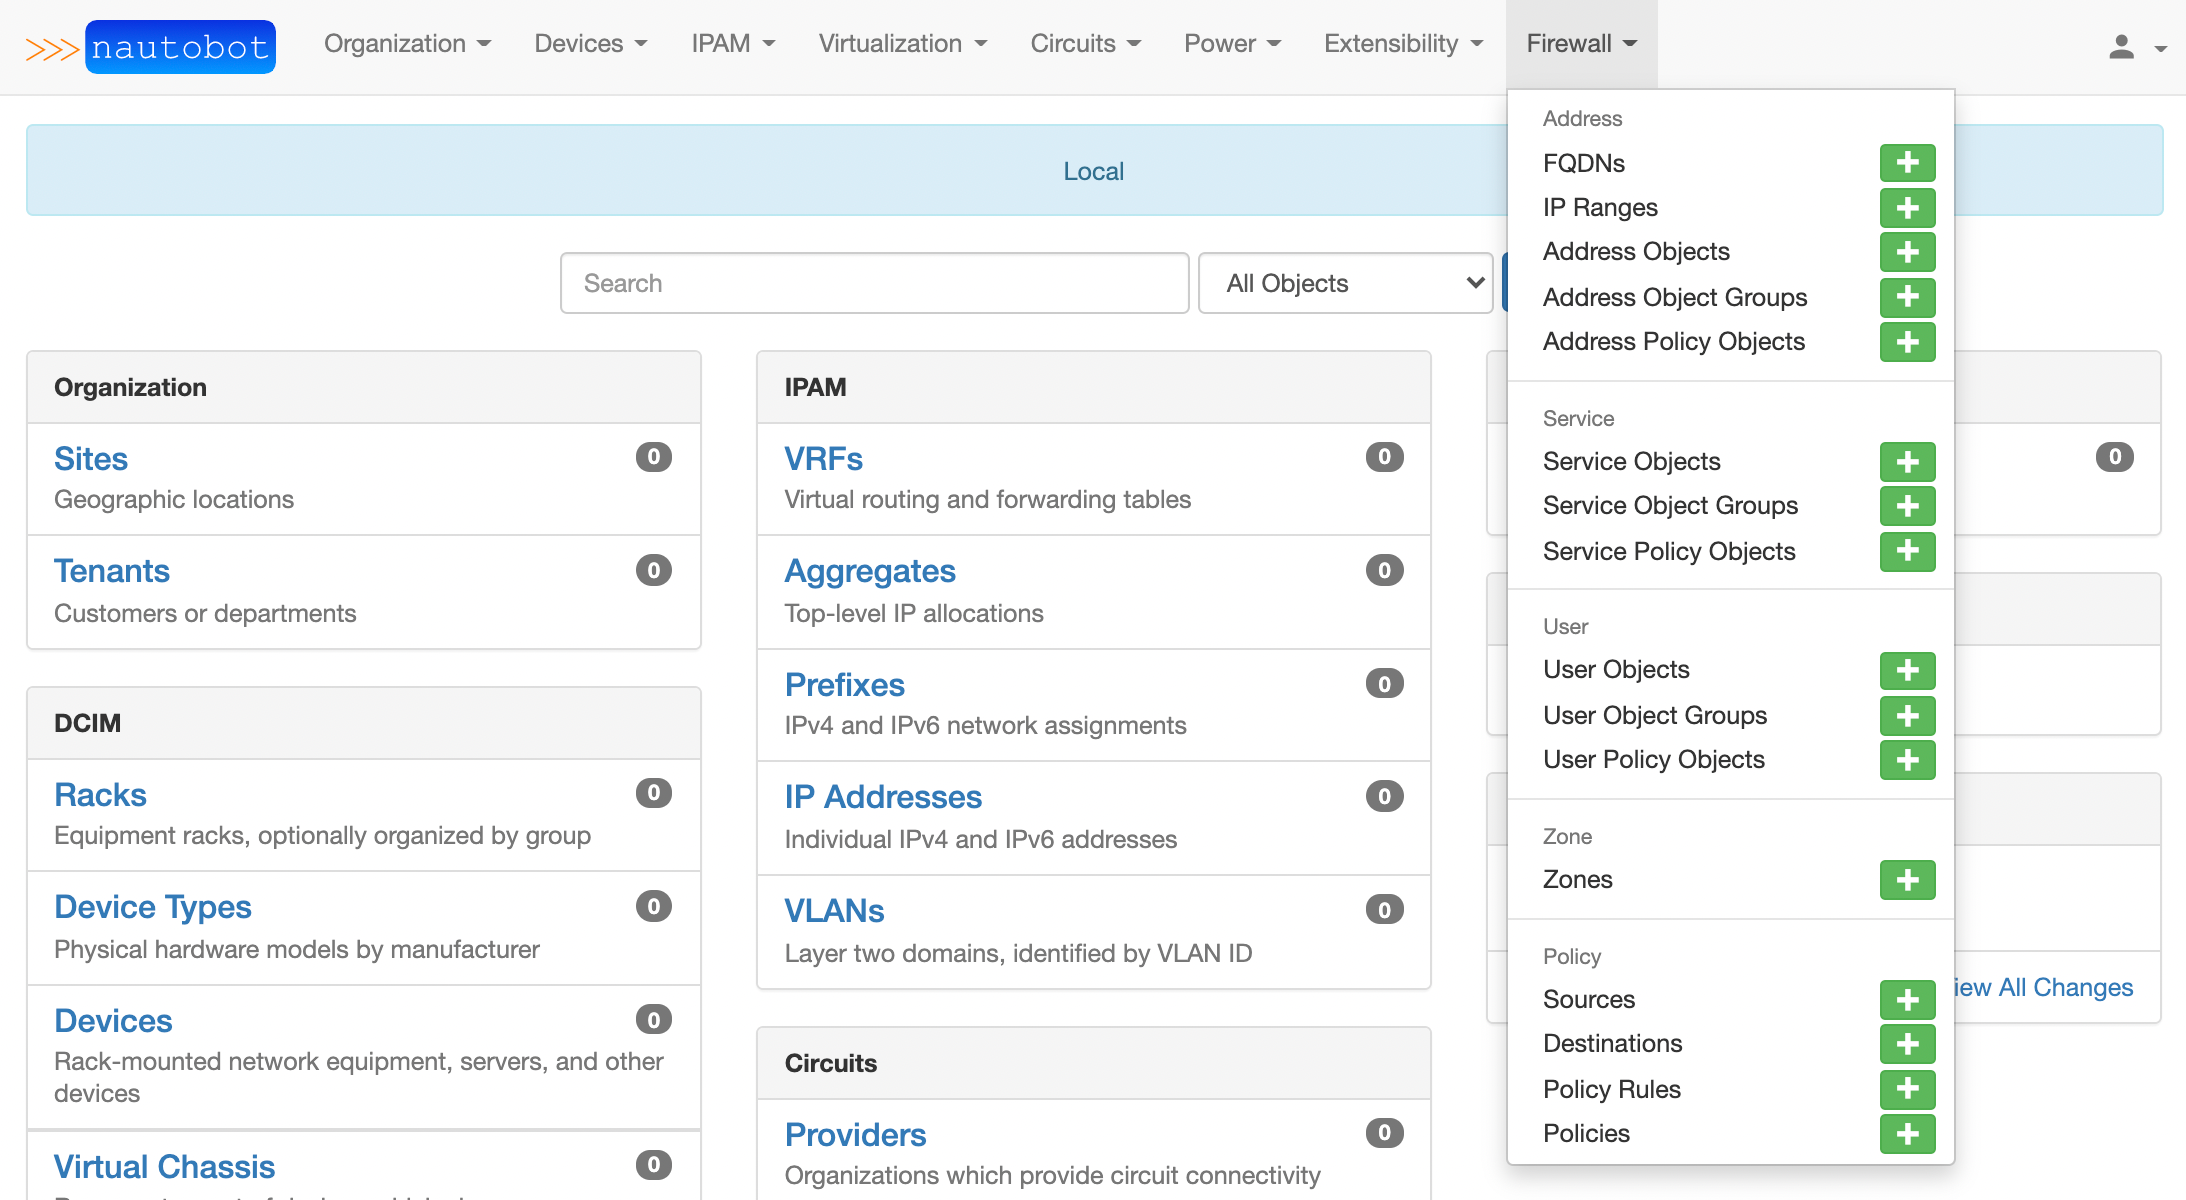 >>> nautobot
Organization
Devices
IPAM
Virtualization
Circuits
Power
Extensibility
Firewall
Local
Search
All Objects
Address
FQDNs
IP Ranges
Address Objects
Address Object Groups
Address Policy Objects
Service
Service Objects
Service Object Groups
Service Policy Objects
User
User Objects
User Object Groups
User Policy Objects
Zone
Zones
Policy
Sources
Destinations
Policy Rules
Policies
Organization
Sites 0
Geographic locations
Tenants 0
Customers or departments
DCIM
Racks 0
Equipment racks, optionally organized by group
Device Types 0
Physical hardware models by manufacturer
Devices 0
Rack-mounted network equipment, servers, and other
devices
Virtual Chassis 0
IPAM
VRFs 0
Virtual routing and forwarding tables
Aggregates 0
Top-level IP allocations
Prefixes 0
IPv4 and IPv6 network assignments
IP Addresses 0
Individual IPv4 and IPv6 addresses
VLANs 0
Layer two domains, identified by VLAN ID
Circuits
Providers 0
Organizations which provide circuit connectivity
0
iew All Changes